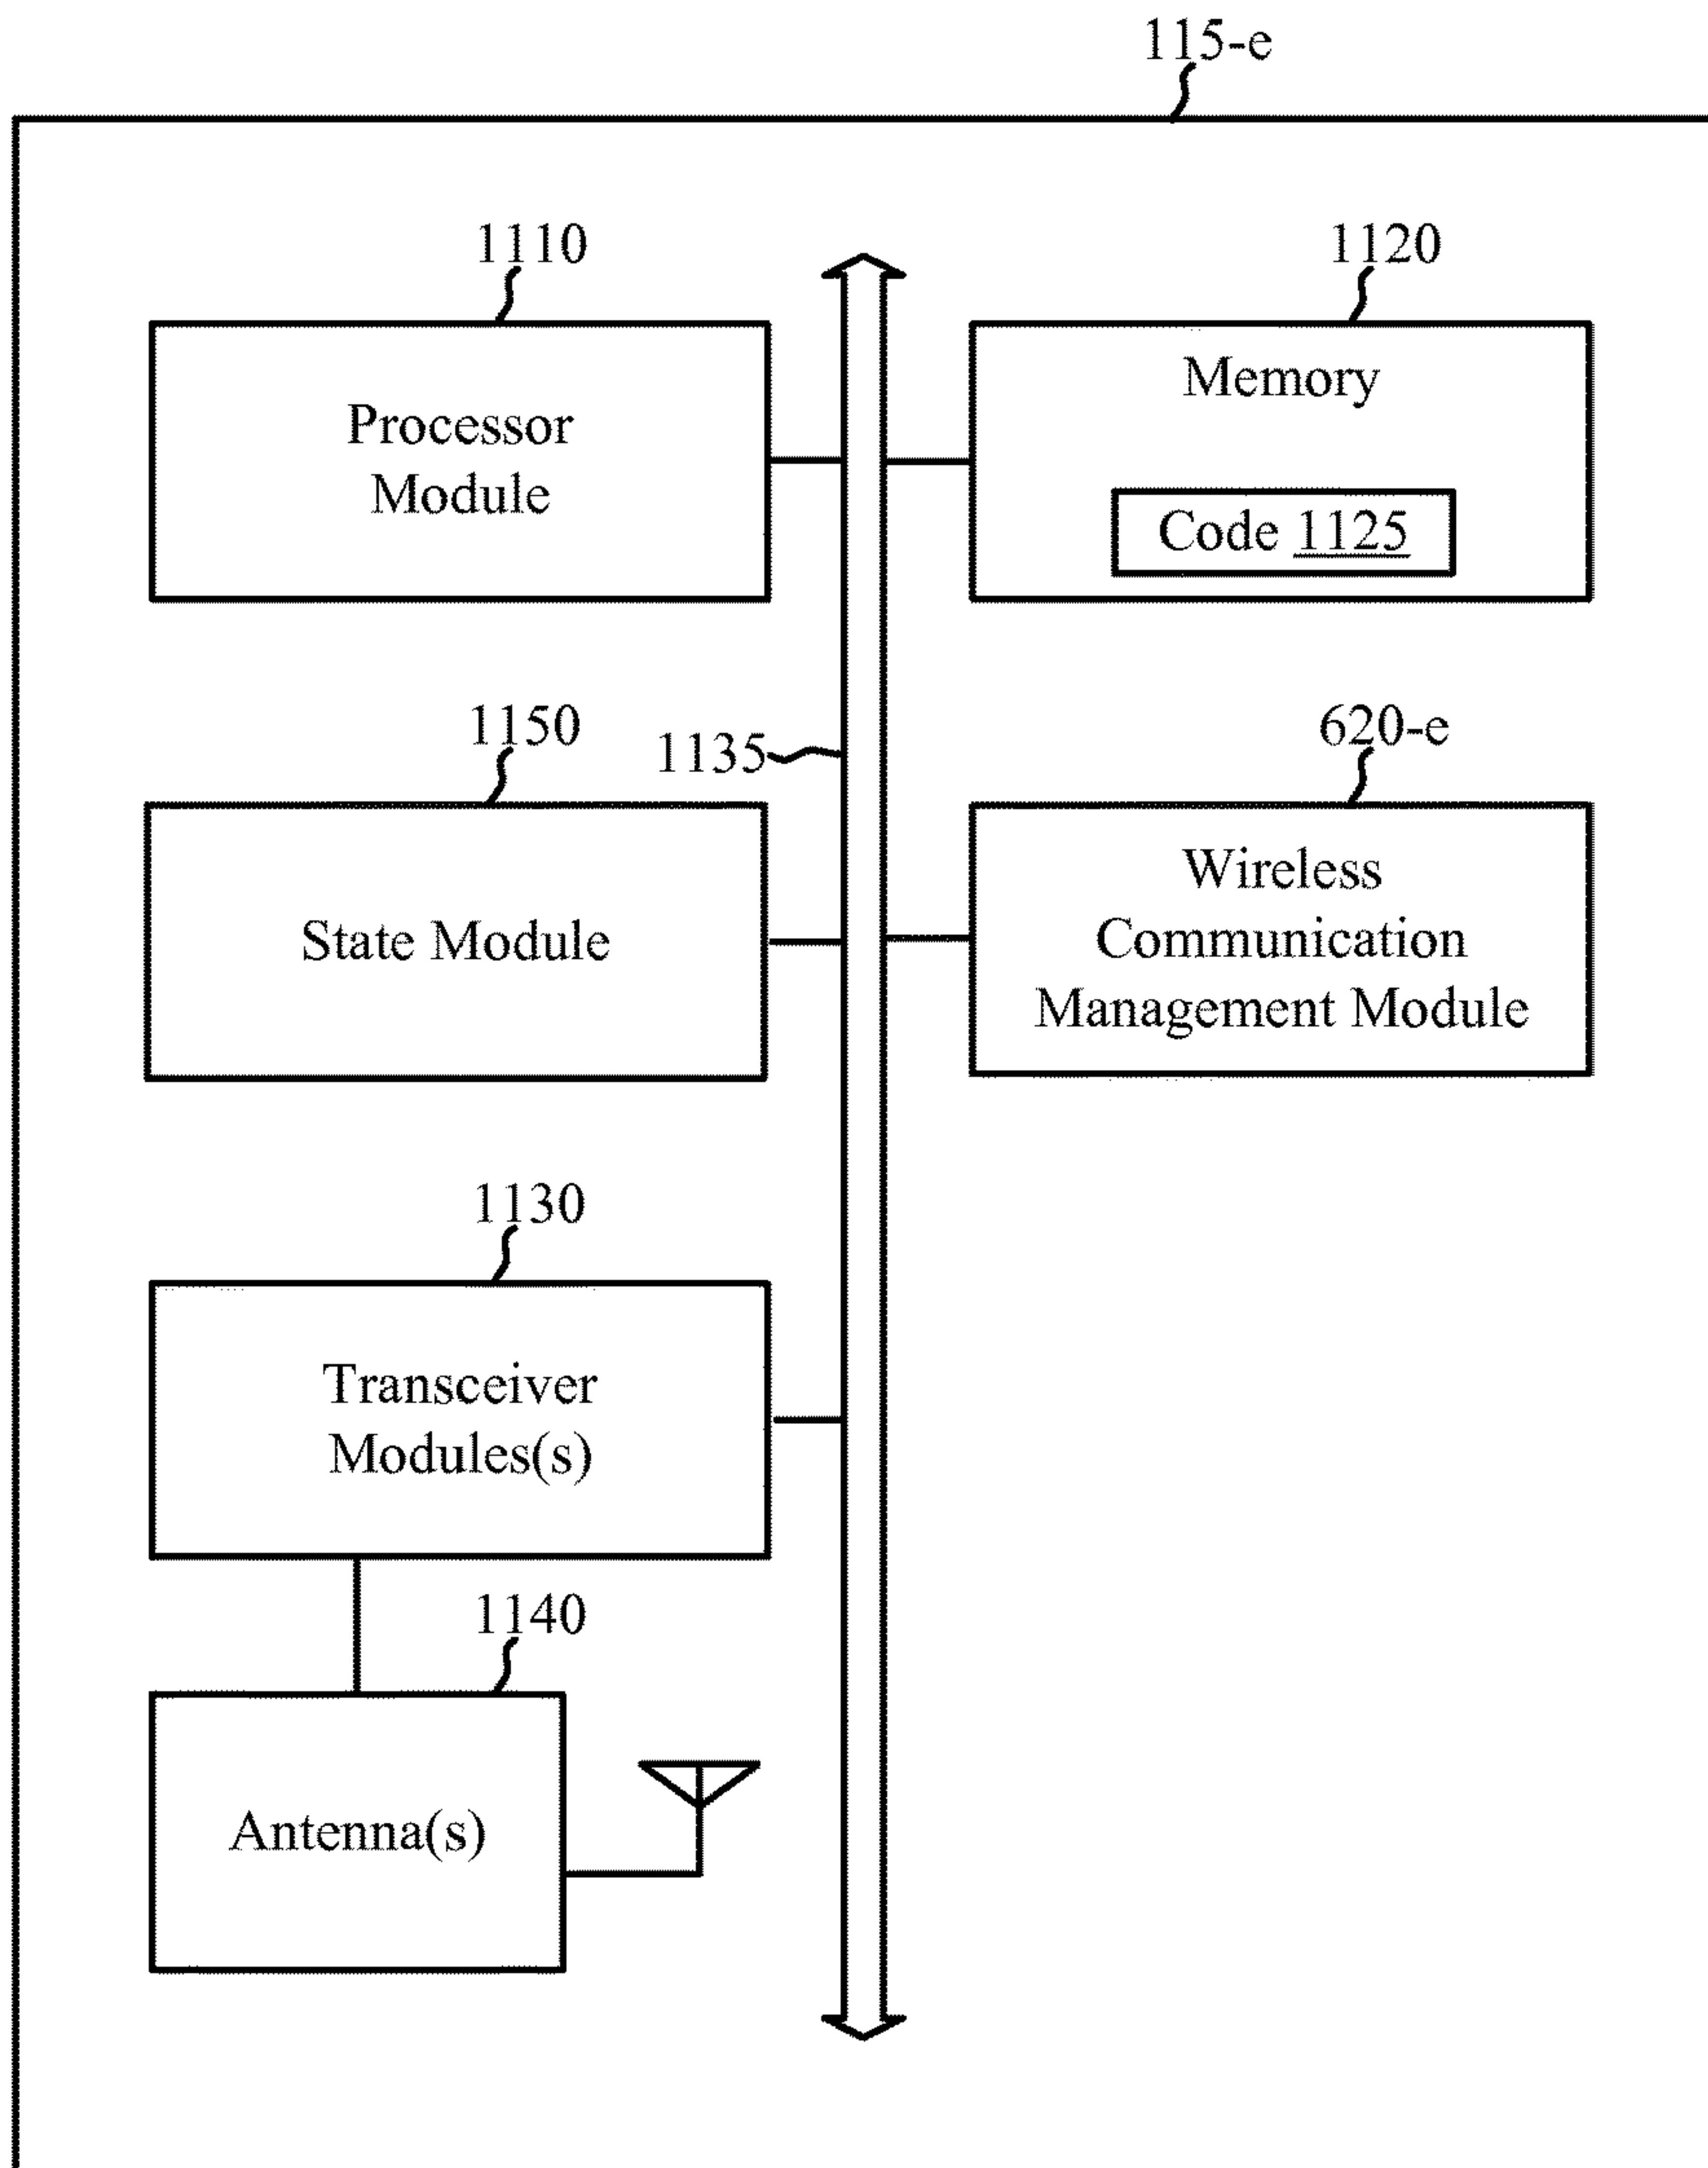 115-e
1110
1120
Processor
Module
Memory
Code 1125
1150
1135
620-e
State Module
Wireless
Communication
Management Module
1130
Transceiver
Modules(s)
1140
Antenna(s)